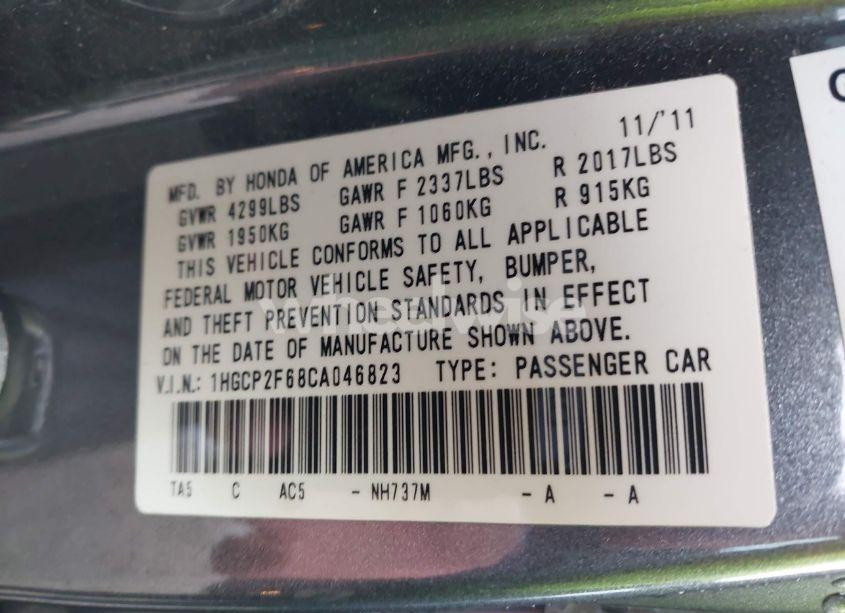 11/'11
MFD. BY HONDA OF AMERICA MFG., INC.
GVWR 4299LBS GAWR F 2337LBS R 2017LBS
GVWR 1950KG GAWR F 1060KG R 915KG
THIS VEHICLE CONFORMS TO ALL APPLICABLE
FEDERAL MOTOR VEHICLE SAFETY, BUMPER,
AND THEFT PREVENTION STANDARDS IN EFFECT
ON THE DATE OF MANUFACTURE SHOWN ABOVE.
V.I.N.: 1HGCP2F68CA046823 TYPE: PASSENGER CAR
TA5 C AC5 - NH737M - A - A
wheelwise